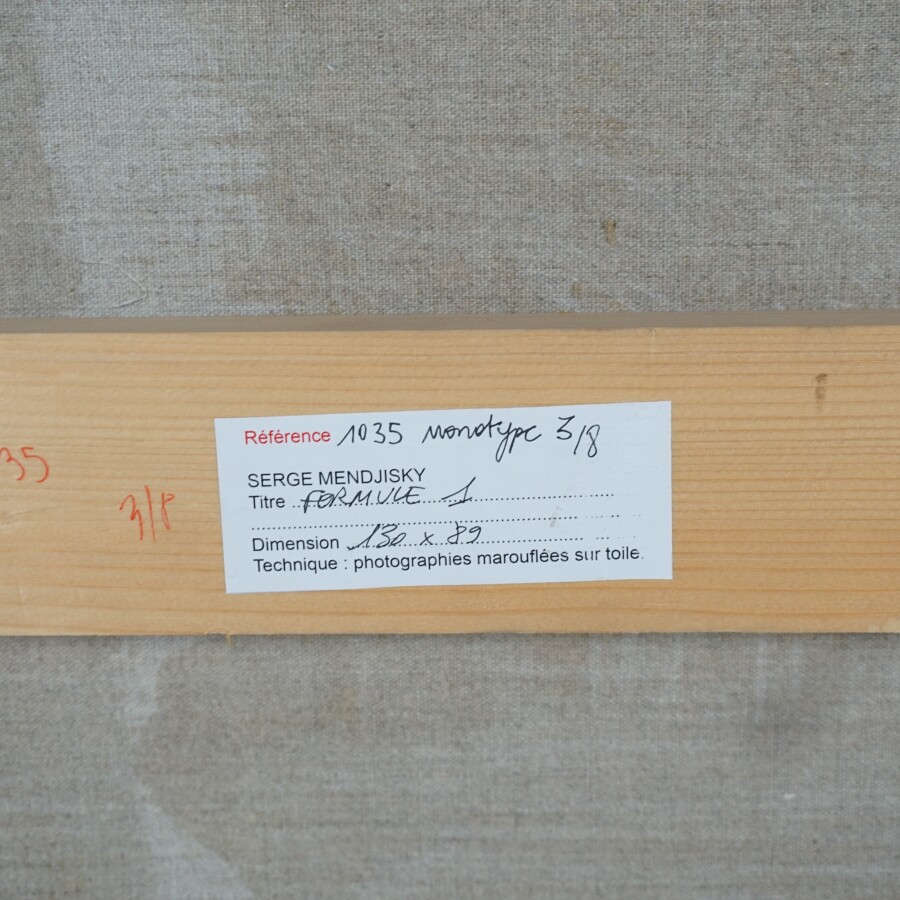 Référence 1035 monotype 3/8
SERGE MENDJISKY
Titre FORMULE 1
Dimension 130 x 89
Technique : photographies marouflées sur toile.
35
3/8